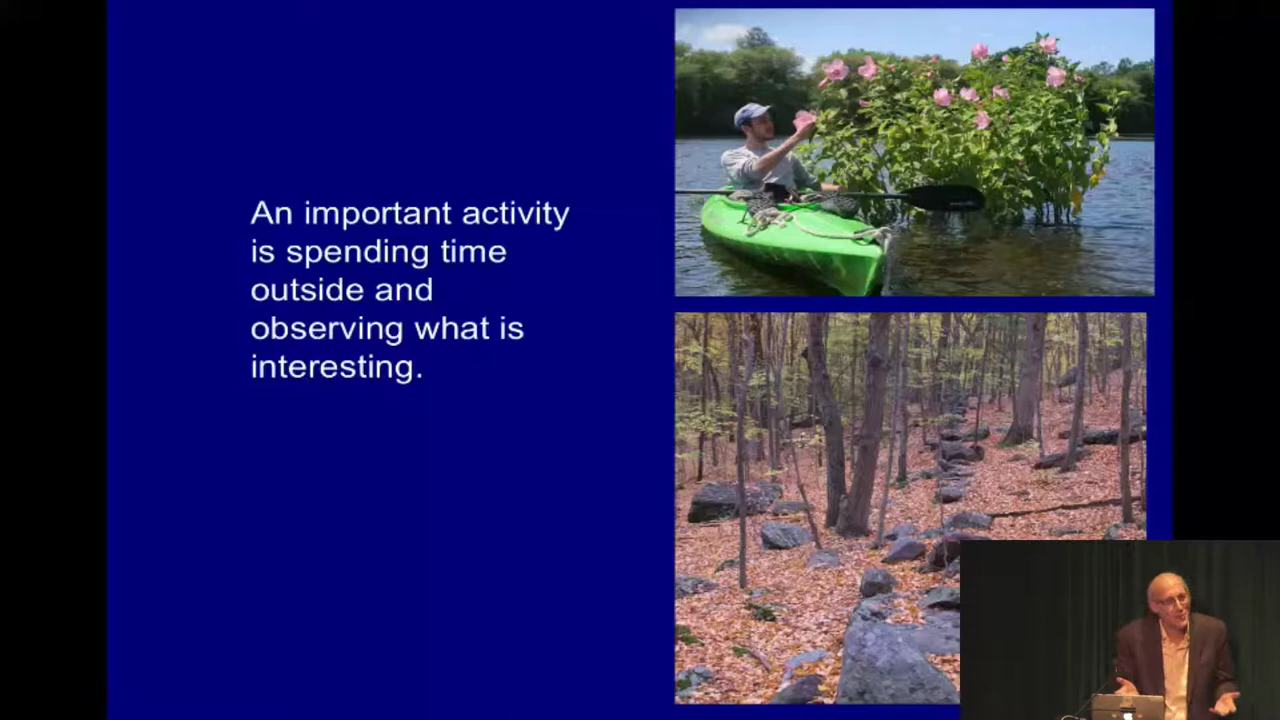 An important activity
is spending time
outside and
observing what is
interesting.